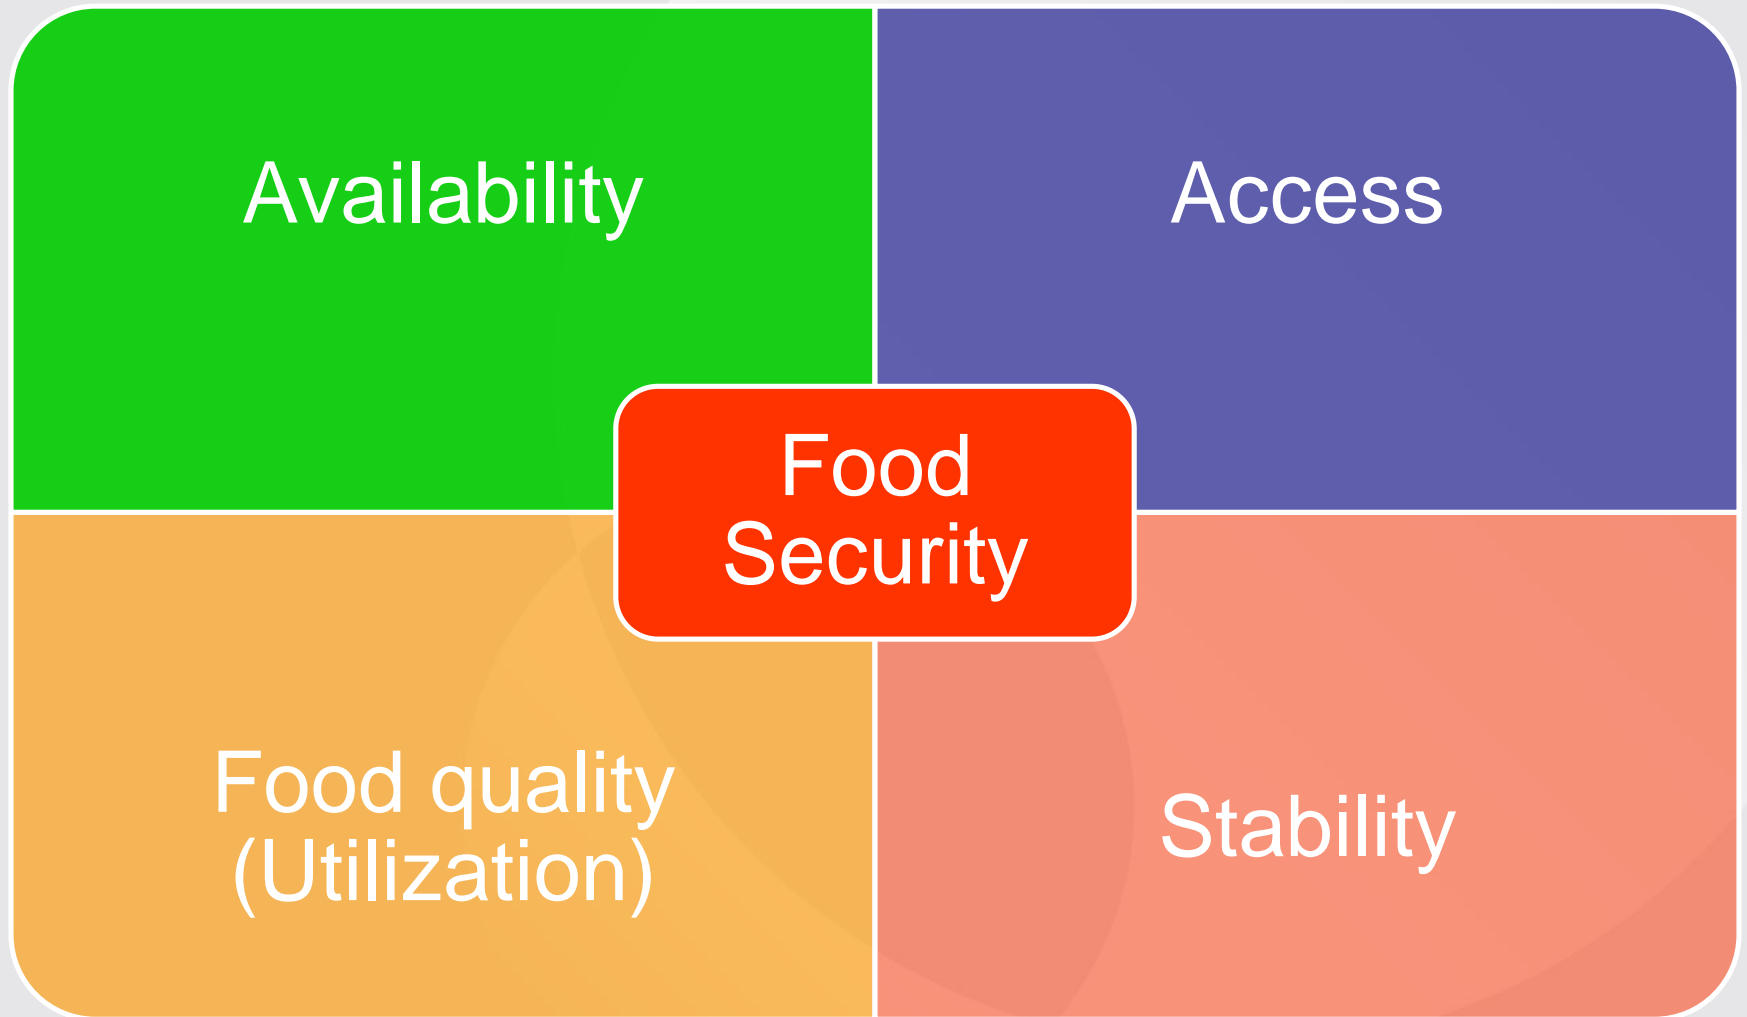 Availability
Access
Food
Security
Food quality
(Utilization)
Stability